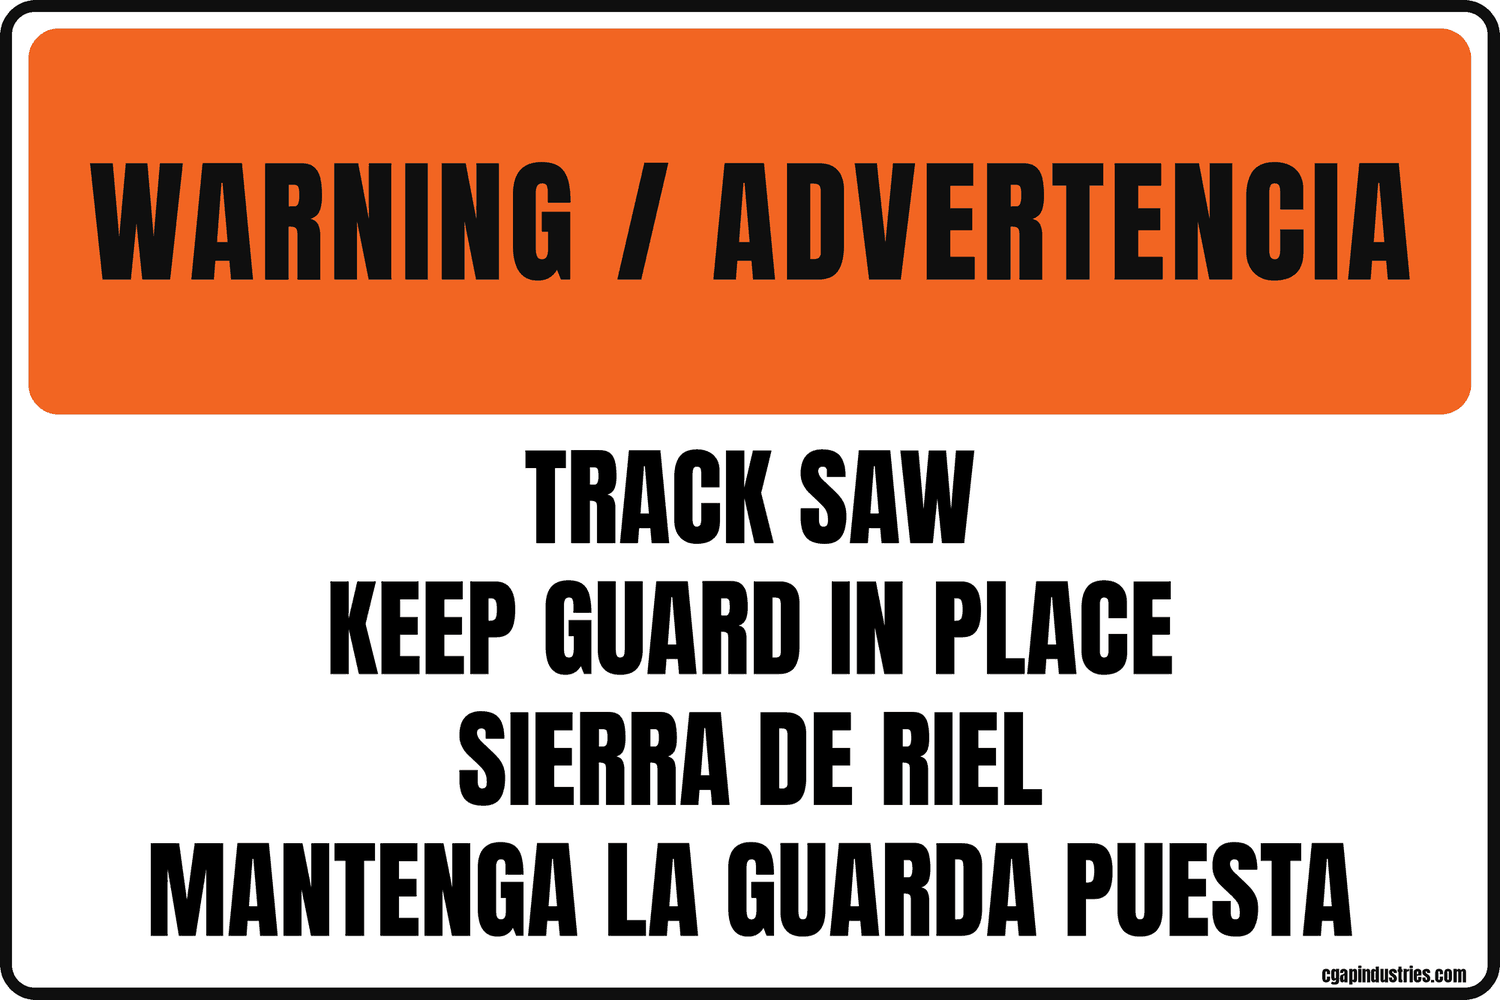 WARNING / ADVERTENCIA
TRACK SAW
KEEP GUARD IN PLACE
SIERRA DE RIEL
MANTENGA LA GUARDA PUESTA
cgapindustries.com